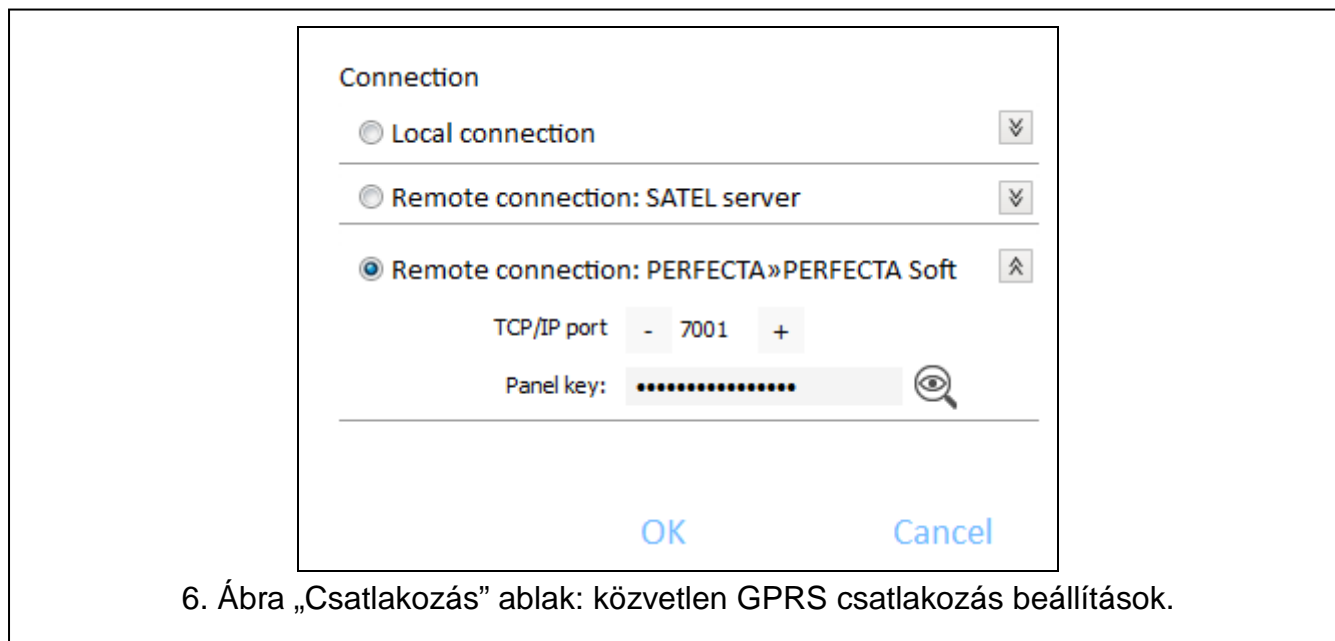 Connection
Local connection
Remote connection: SATEL server
Remote connection: PERFECTA»PERFECTA Soft
TCP/IP port - 7001 +
Panel key: ••••••••••••••••
OK Cancel
6. Ábra „Csatlakozás” ablak: közvetlen GPRS csatlakozás beállítások.